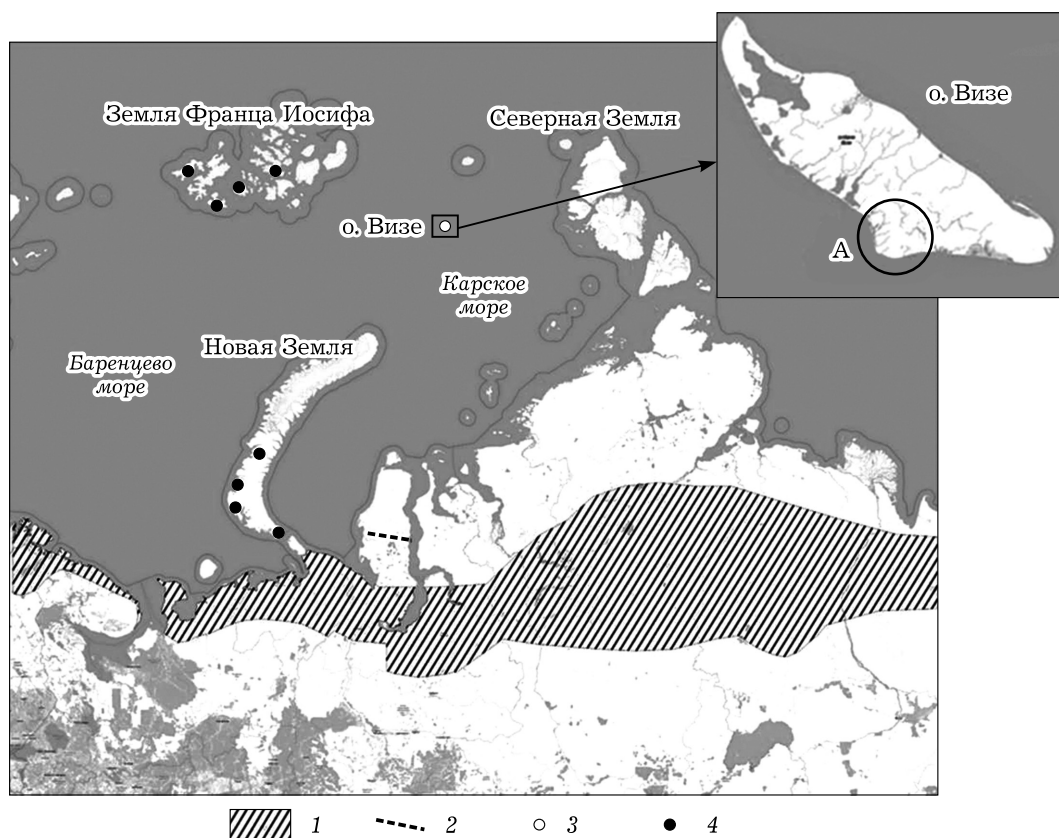 о. Визе
Земля Франца Иосифа
Северная Земля
о. Визе
А
Карское
море
Новая Земля
Баренцево
море
1 2 3 4